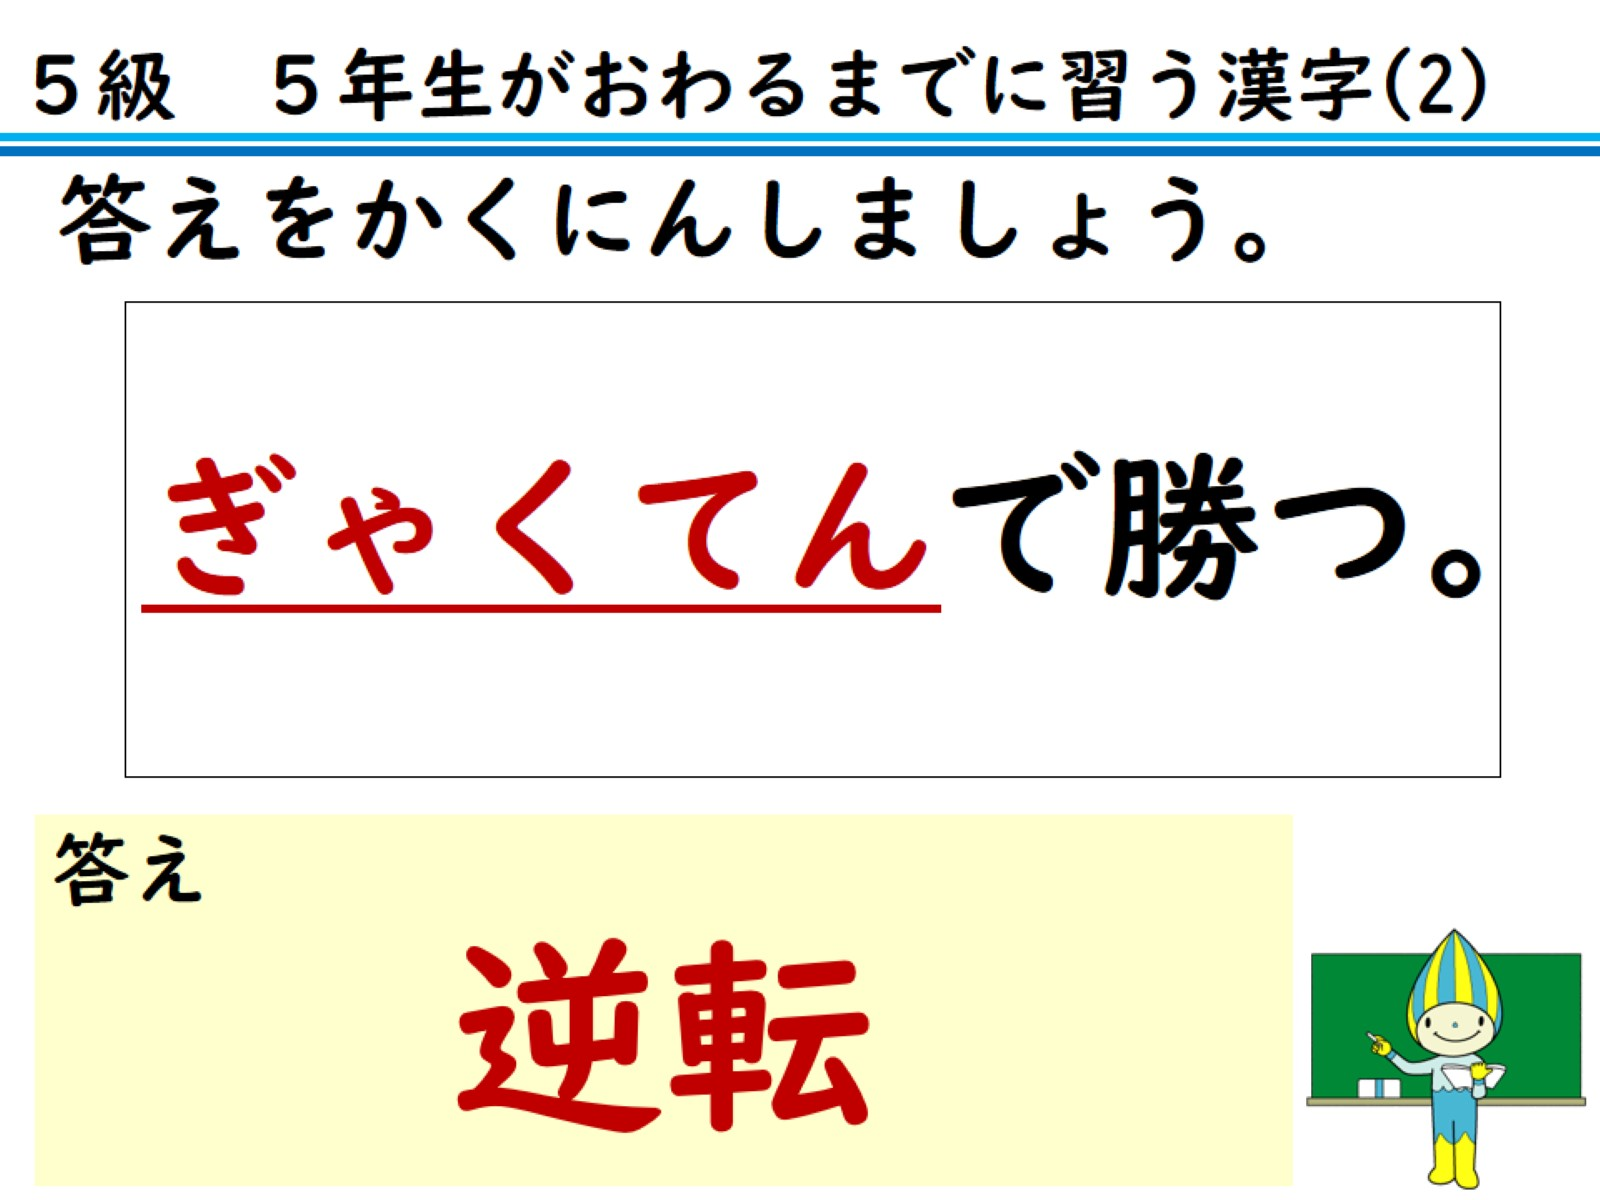 ５級　５年生がおわるまでに習う漢字(2)
答えをかくにんしましょう。
ぎゃくてんで勝つ。
答え
逆転